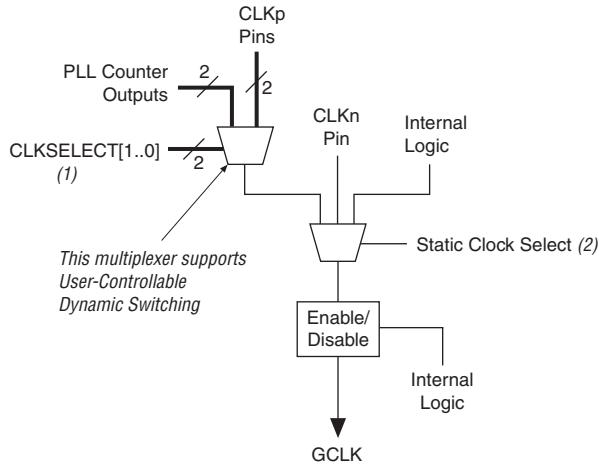 CLKp
Pins
PLL Counter
Outputs
2
2
CLKSELECT[1..0]
(1)
2
CLKn
Pin
Internal
Logic
This multiplexer supports
User-Controllable
Dynamic Switching
Static Clock Select (2)
Enable/
Disable
Internal
Logic
GCLK